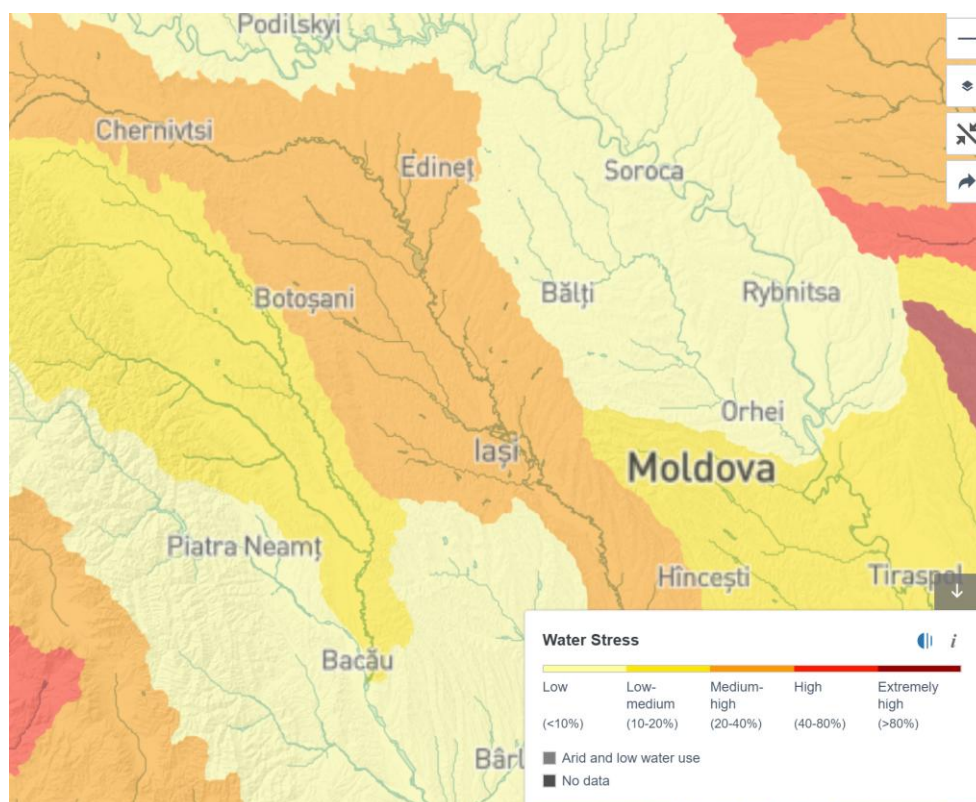 Podilskyi
Chernivtsi
Edineț
Soroca
Botoșani
Bălți
Rybnitsa
Orhei
Iași
Moldova
Piatra Neamț
Hîncești
Tiraspol
Bacău
Bârl
Water Stress
i
Low
Low-
medium
Medium-
high
High
Extremely
high
(<10%)
(10-20%)
(20-40%)
(40-80%)
(>80%)
Arid and low water use
No data